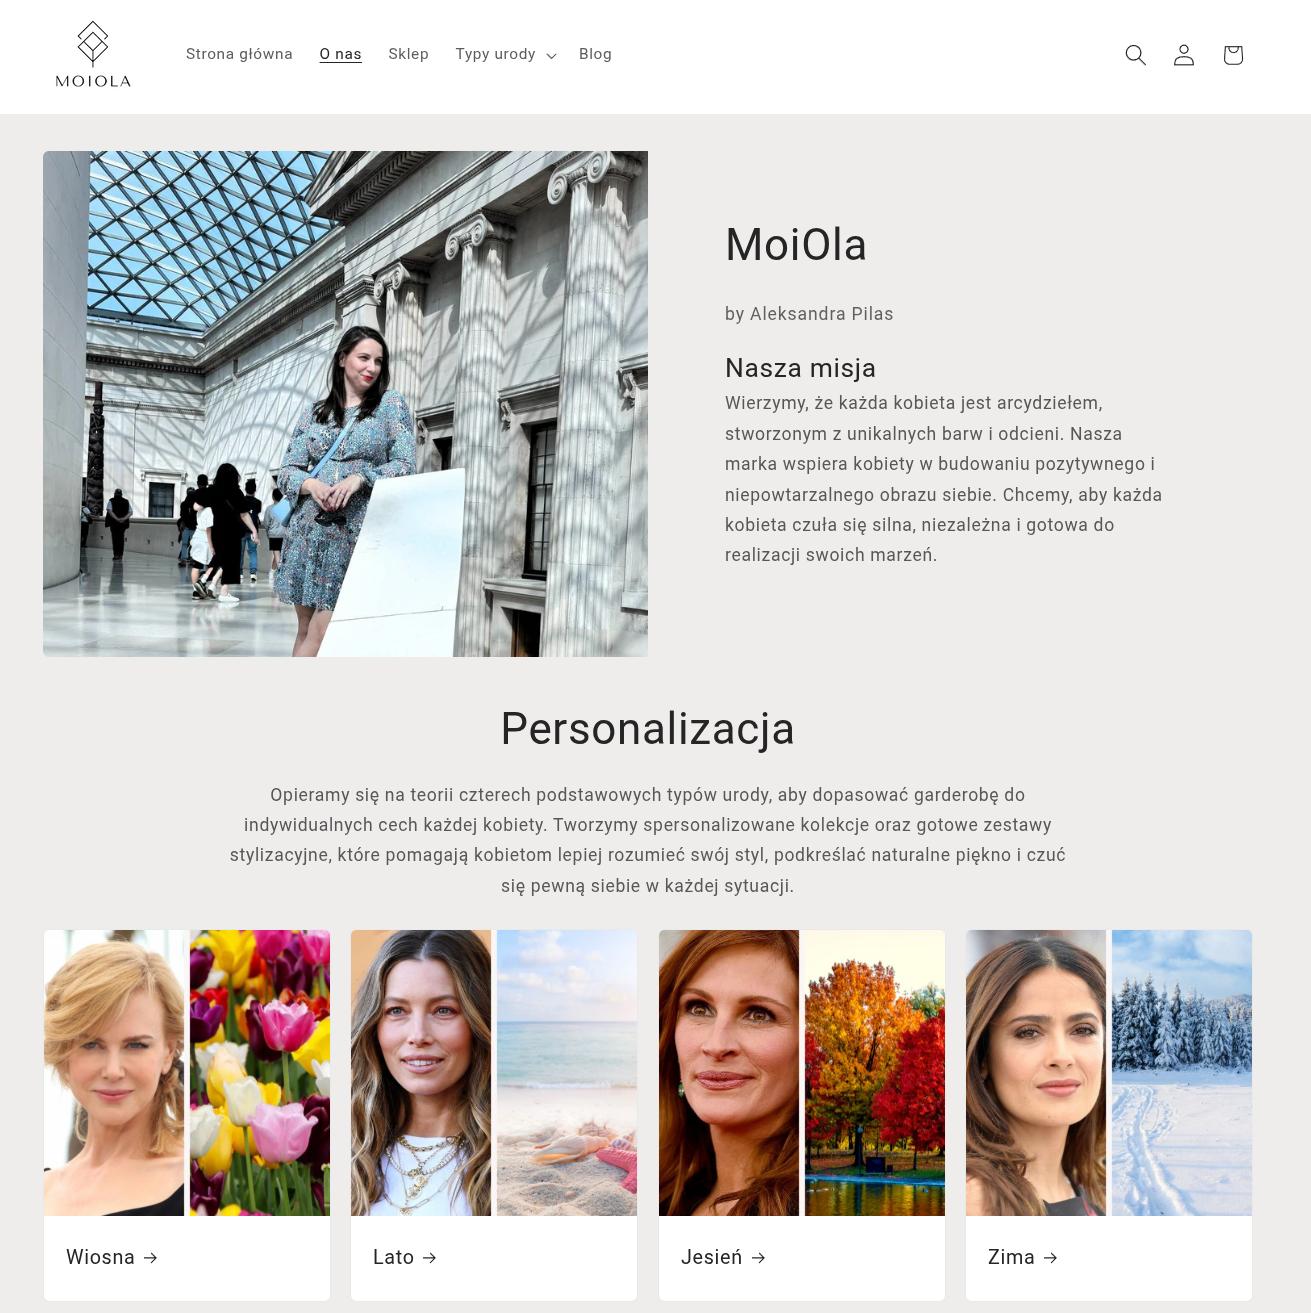 MOIOLA
Strona główna
O nas
Sklep
Typy urody
Blog
MoiOla
by Aleksandra Pilas
Nasza misja
Wierzymy, że każda kobieta jest arcydziełem,
stworzonym z unikalnych barw i odcieni. Nasza
marka wspiera kobiety w budowaniu pozytywnego i
niepowtarzalnego obrazu siebie. Chcemy, aby każda
kobieta czuła się silna, niezależna i gotowa do
realizacji swoich marzeń.
Personalizacja
Opieramy się na teorii czterech podstawowych typów urody, aby dopasować garderobę do
indywidualnych cech każdej kobiety. Tworzymy spersonalizowane kolekcje oraz gotowe zestawy
stylizacyjne, które pomagają kobietom lepiej rozumieć swój styl, podkreślać naturalne piękno i czuć
się pewną siebie w każdej sytuacji.
Wiosna →
Lato →
Jesień →
Zima →